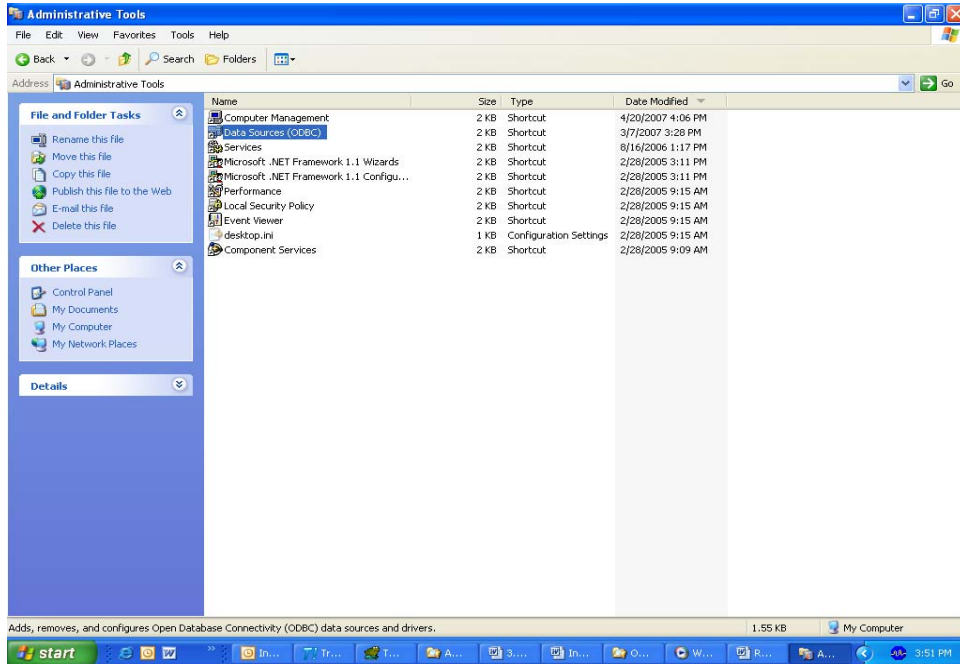 Administrative Tools
File Edit View Favorites Tools Help
Back Search Folders
Address Administrative Tools Go
File and Folder Tasks
Rename this file
Move this file
Copy this file
Publish this file to the Web
E-mail this file
Delete this file
Other Places
Control Panel
My Documents
My Computer
My Network Places
Details
Name Size Type Date Modified
Computer Management 2 KB Shortcut 4/20/2007 4:06 PM
Data Sources (ODBC) 2 KB Shortcut 3/7/2007 3:28 PM
Services 2 KB Shortcut 8/16/2006 1:17 PM
Microsoft .NET Framework 1.1 Wizards 2 KB Shortcut 2/28/2005 3:11 PM
Microsoft .NET Framework 1.1 Configu... 2 KB Shortcut 2/28/2005 3:11 PM
Performance 2 KB Shortcut 2/28/2005 9:15 AM
Local Security Policy 2 KB Shortcut 2/28/2005 9:15 AM
Event Viewer 2 KB Shortcut 2/28/2005 9:15 AM
desktop.ini 1 KB Configuration Settings 2/28/2005 9:15 AM
Component Services 2 KB Shortcut 2/28/2005 9:09 AM
Adds, removes, and configures Open Database Connectivity (ODBC) data sources and drivers. 1.55 KB My Computer
start In... Tr... T... A... 3.... In... O... W... R... A... 3:51 PM